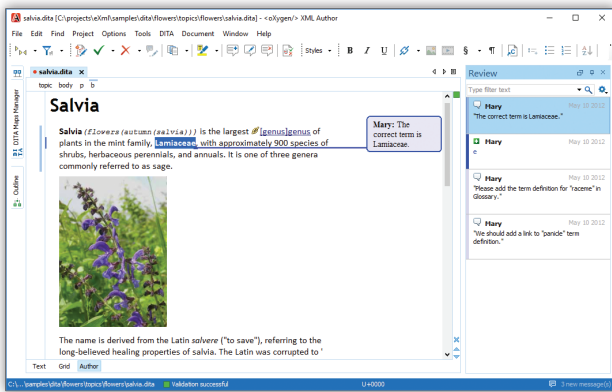 salvia.dita [C:\projects\eXml\samples\dita\flowers\topics\flowers\salvia.dita] - <oXygen/> XML Author
File Edit Find Project Options Tools DITA Document Window Help
Styles B I U § ¶
salvia.dita
topic body p b
DITA Maps Manager
Outline
Salvia
Salvia (flowers(autumn(salvia))) is the largest [genus]genus of
plants in the mint family, Lamiaceae, with approximately 900 species of
shrubs, herbaceous perennials, and annuals. It is one of three genera
commonly referred to as sage.
Mary: The
correct term is
Lamiaceae.
The name is derived from the Latin salvere ("to save"), referring to the
long-believed healing properties of salvia. The Latin was corrupted to '
Text Grid Author
Review
Type filter text
Mary May 10 2012
"The correct term is Lamiaceae."
Mary May 10 2012
e
Mary May 10 2012
"Please add the term definition for "raceme" in
Glossary."
Mary May 10 2012
"We should add a link to "panicle" term
definition."
C:\...\samples\dita\flowers\topics\flowers\salvia.dita Validation successful U+0000 3 new message(s)